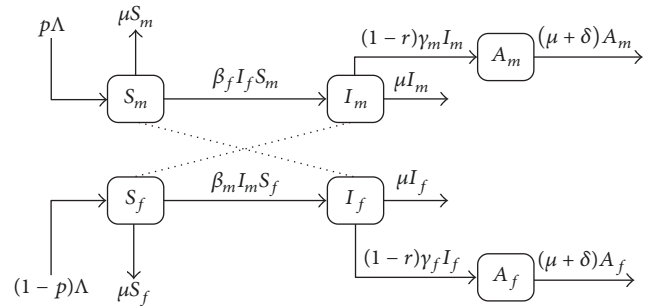 pΛ
μS_m
(1-r)γ_m I_m
(μ + δ)A_m
S_m
β_f I_f S_m
I_m
μI_m
A_m
S_f
β_m I_m S_f
I_f
μI_f
(1-p)Λ
μS_f
(1-r)γ_f I_f
A_f
(μ + δ)A_f